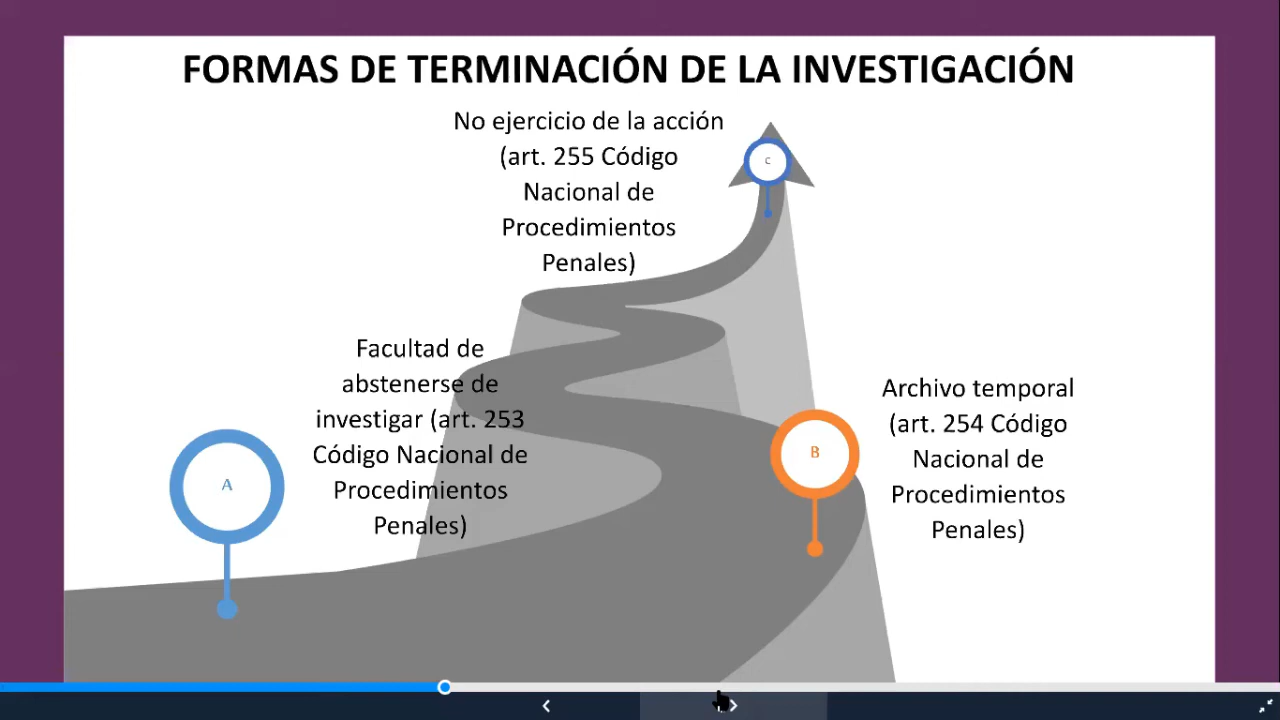 FORMAS DE TERMINACIÓN DE LA INVESTIGACIÓN
No ejercicio de la acción
(art. 255 Código
Nacional de
Procedimientos
Penales)
C
Facultad de
abstenerse de
investigar (art. 253
Código Nacional de
Procedimientos
Penales)
A
B
Archivo temporal
(art. 254 Código
Nacional de
Procedimientos
Penales)